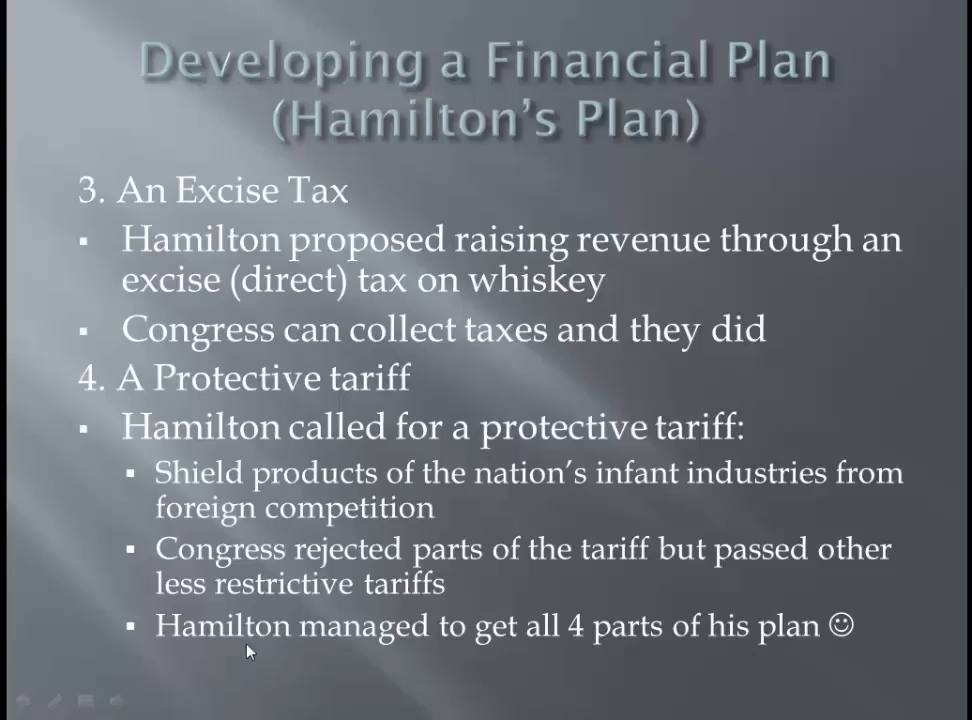 Developing a Financial Plan
(Hamilton's Plan)
3. An Excise Tax
▪ Hamilton proposed raising revenue through an
excise (direct) tax on whiskey
▪ Congress can collect taxes and they did
4. A Protective tariff
▪ Hamilton called for a protective tariff:
▪ Shield products of the nation's infant industries from
foreign competition
▪ Congress rejected parts of the tariff but passed other
less restrictive tariffs
▪ Hamilton managed to get all 4 parts of his plan ☺